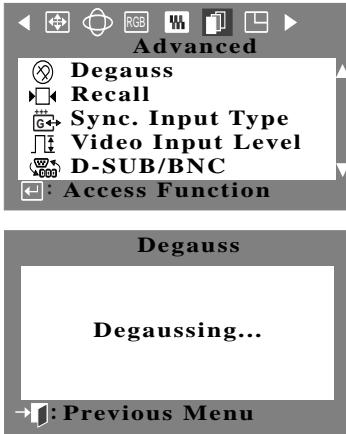 RGB
Advanced
Degauss
Recall
G Sync. Input Type
Video Input Level
D-SUB/BNC
: Access Function
Degauss
Degaussing...
: Previous Menu